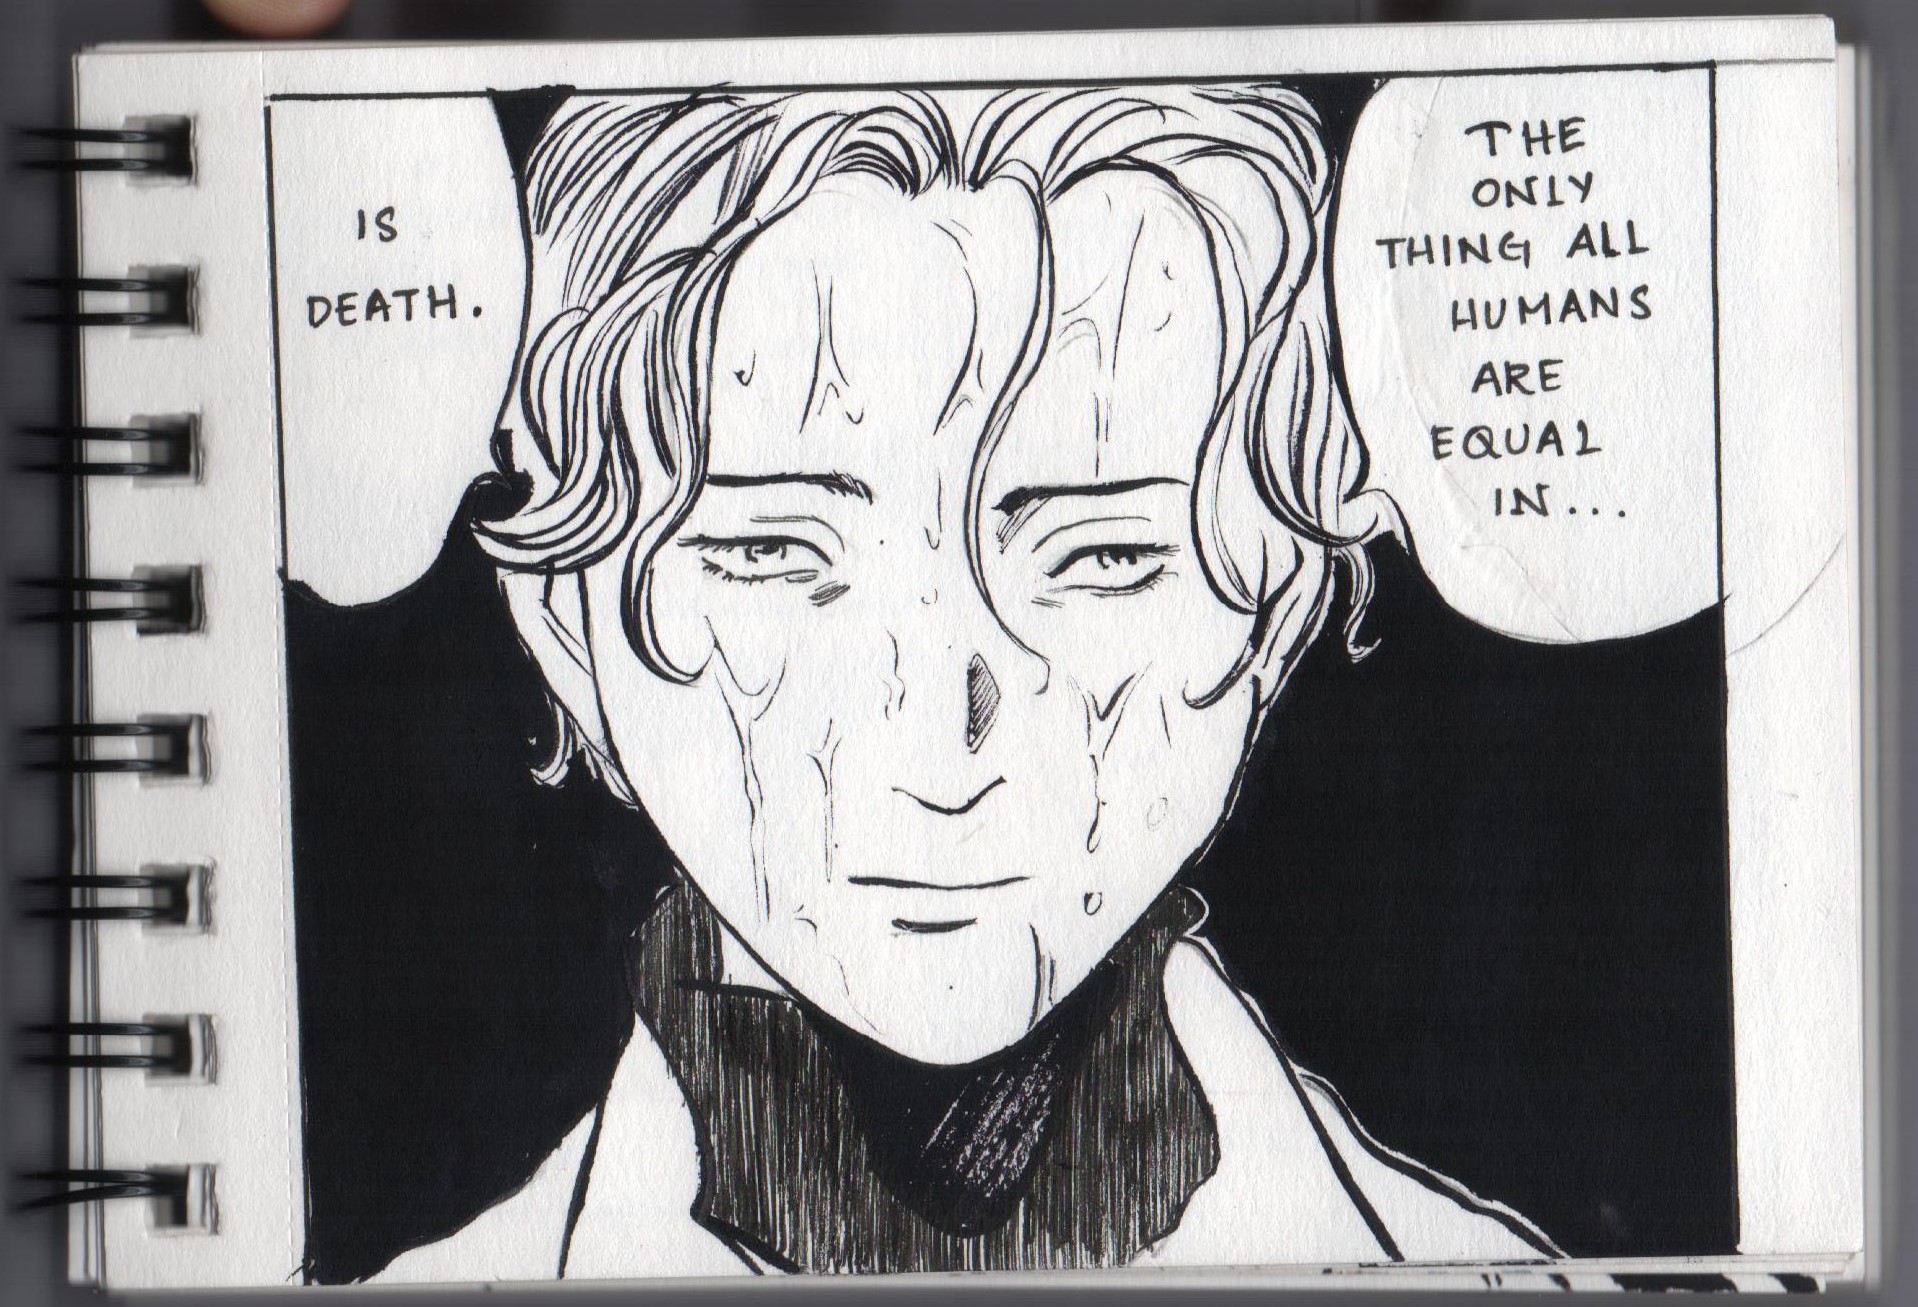 THE
ONLY
THING ALL
HUMANS
ARE
EQUAL
IN...
IS
DEATH.